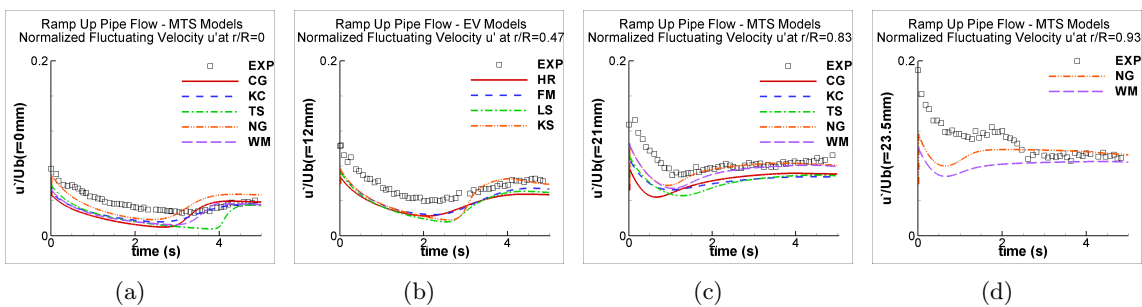 Ramp Up Pipe Flow - MTS Models
Normalized Fluctuating Velocity u'at r/R=0
0.2
EXP
CG
KC
TS
NG
WM
u'/Ub(r=0mm)
0
0
2
4
time (s)
(a)
Ramp Up Pipe Flow - EV Models
Normalized Fluctuating Velocity u' at r/R=0.47
0.2
EXP
HR
FM
LS
KS
u'/Ub(r=12mm)
0
0
2
4
time (s)
(b)
Ramp Up Pipe Flow - MTS Models
Normalized Fluctuating Velocity u'at r/R=0.83
0.2
EXP
CG
KC
TS
NG
WM
u'/Ub(r=21mm)
0
0
2
4
time (s)
(c)
Ramp Up Pipe Flow - MTS Models
Normalized Fluctuating Velocity u'at r/R=0.93
0.2
EXP
NG
WM
u'/Ub(r=23.5mm)
0
0
2
4
time (s)
(d)